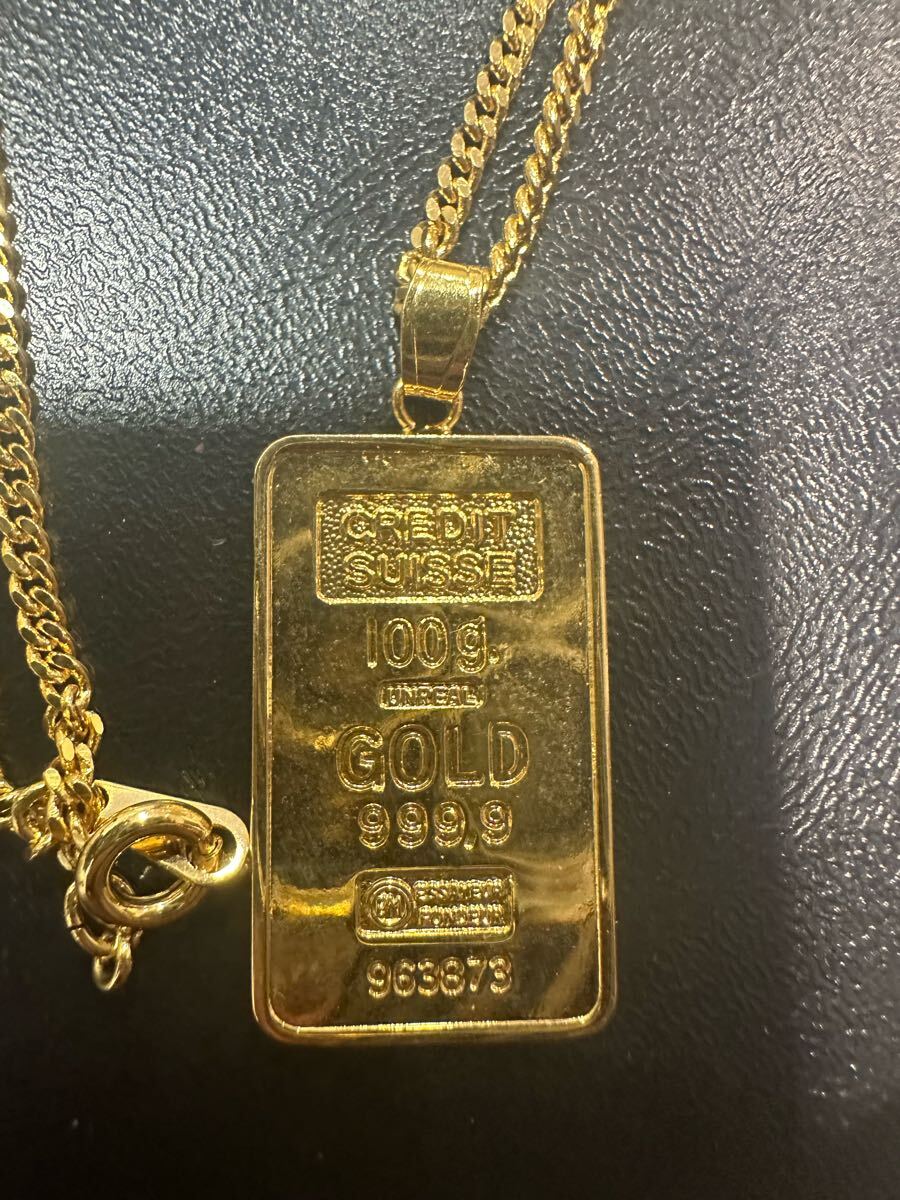 CREDIT
SUISSE
100g.
UNREAL
GOLD
999,9
ESSAYEUR
FONDEUR
963873